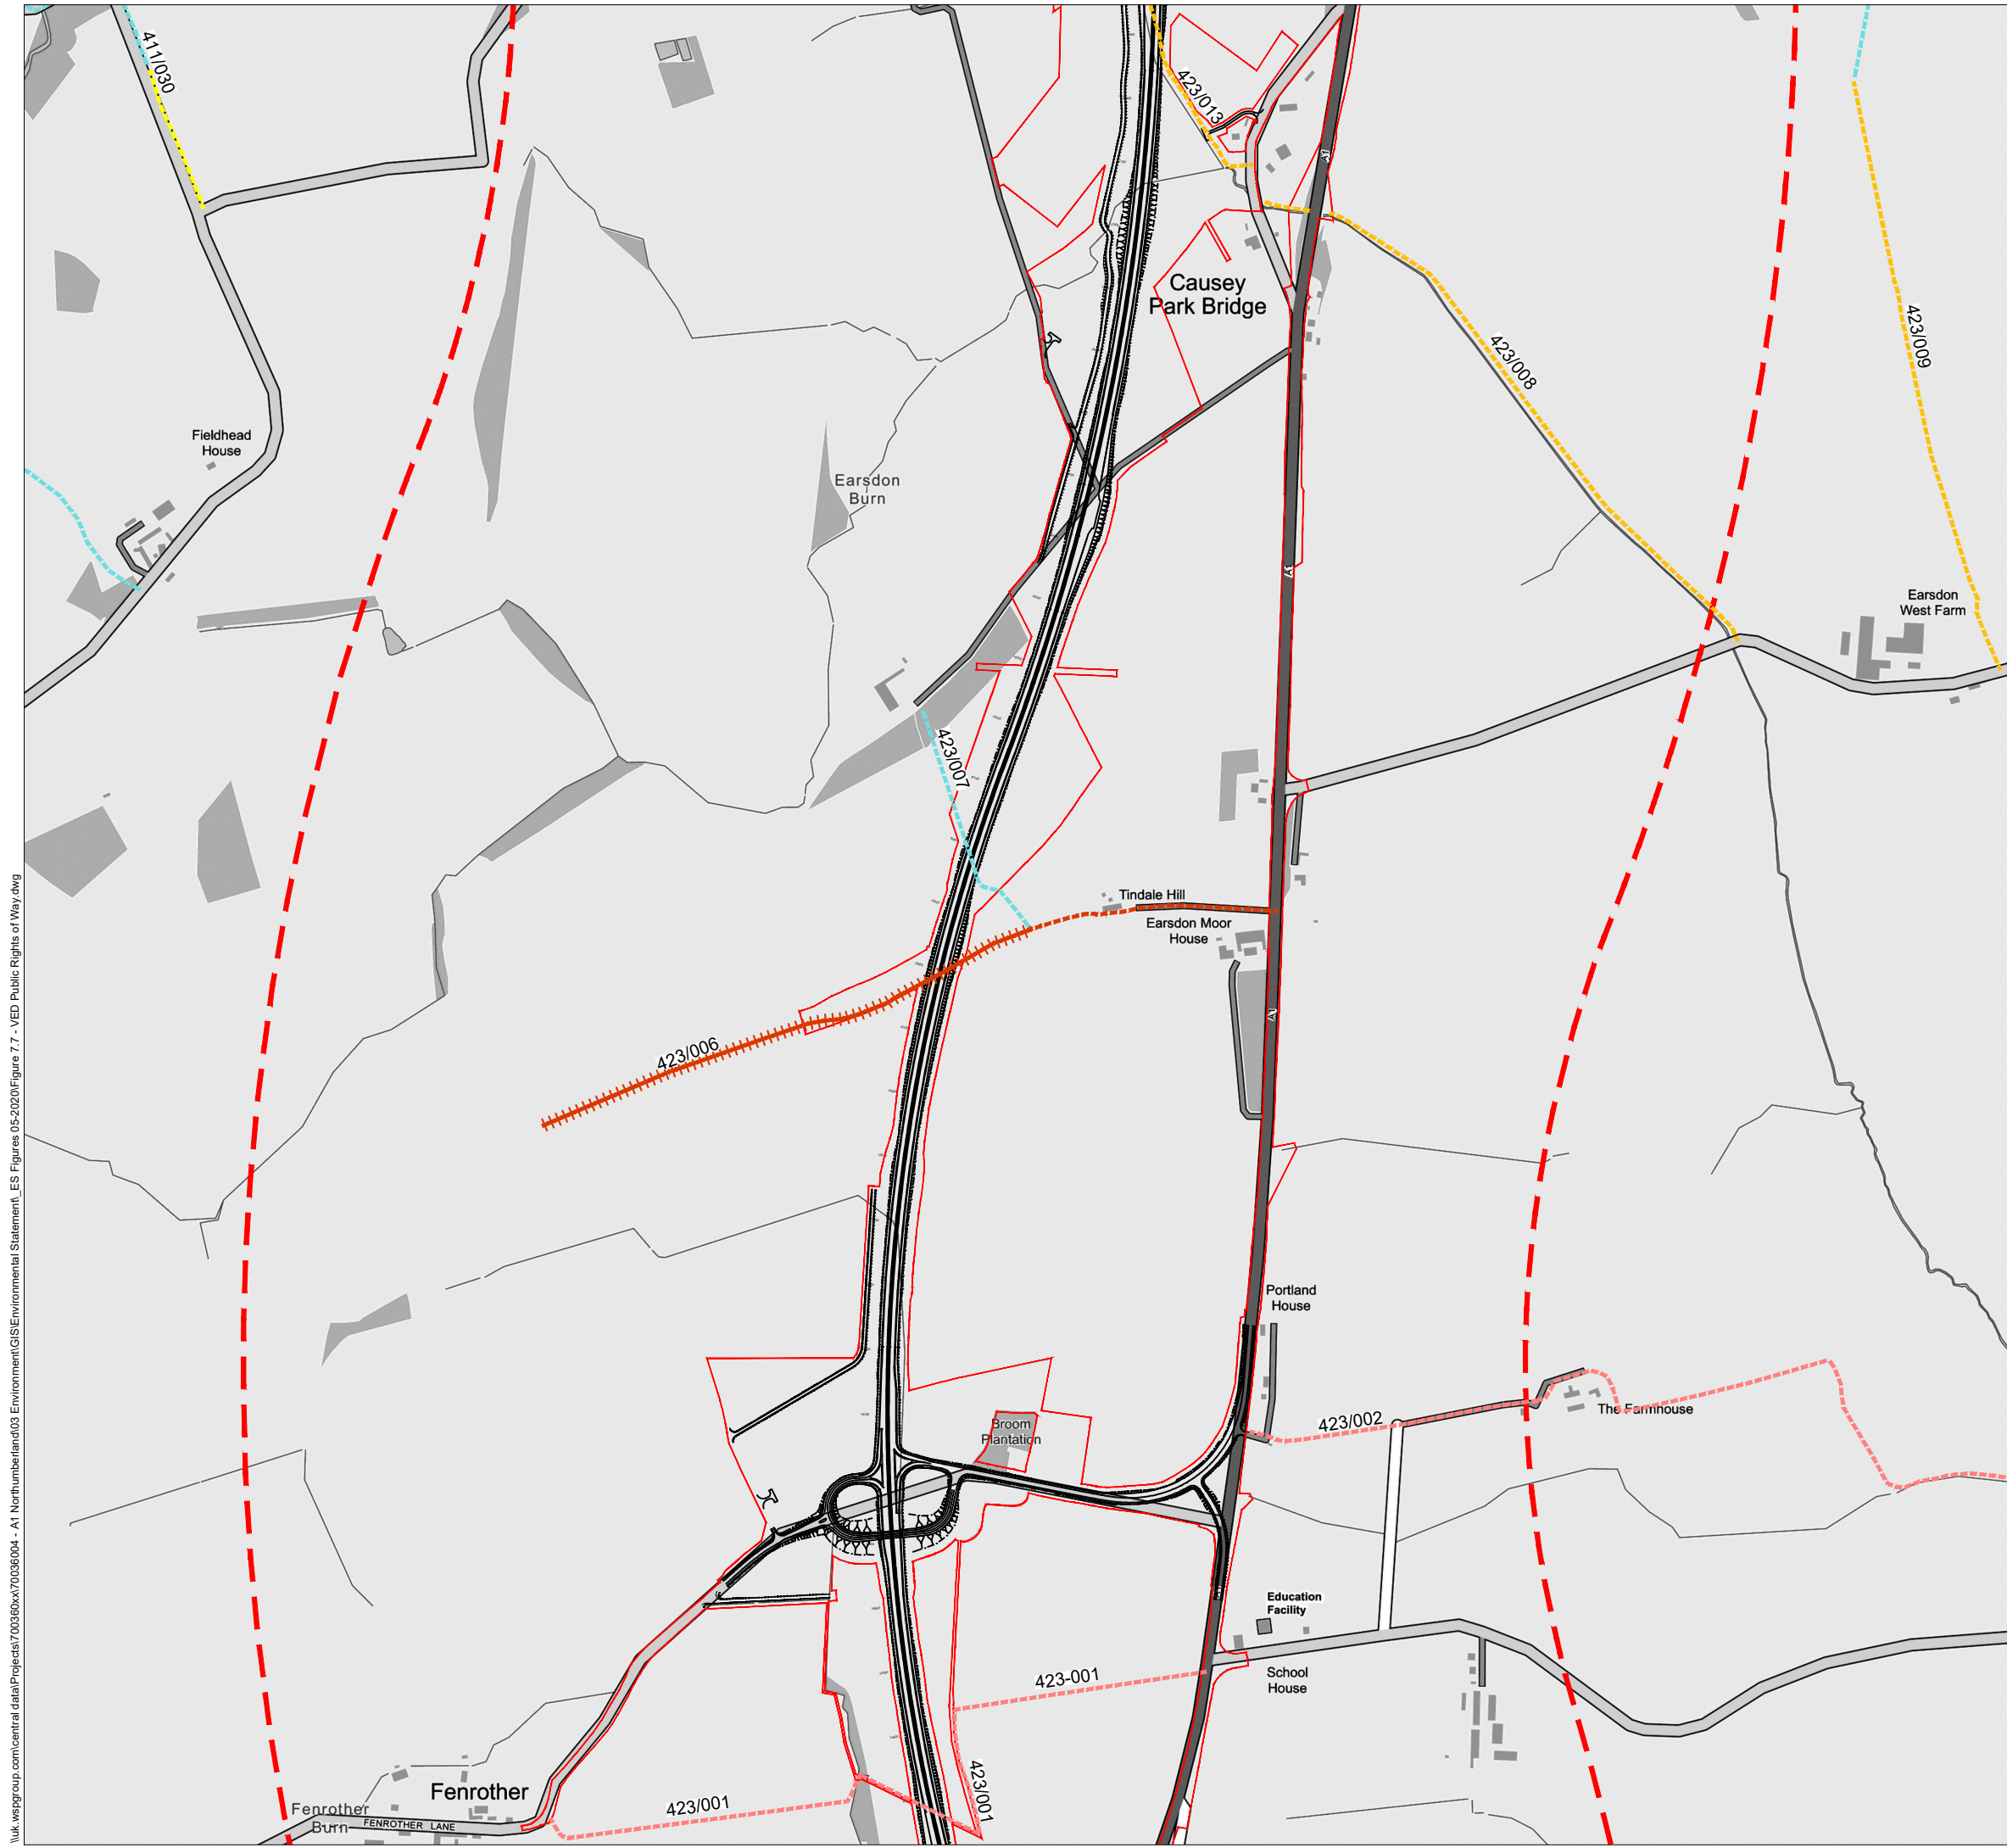 411/030
423/013
A1
Causey
Park Bridge
423/009
423/008
Fieldhead
House
Earsdon
Burn
A1
Earsdon
West Farm
423/007
Tindale Hill
Earsdon Moor
House
A1
423/006
Portland
House
Broom
Plantation
423/002
The Farmhouse
Education
Facility
School
House
423-001
423/001
423/001
Fenrother
Fenrother
Burn
FENROTHER LANE
\\uk.wspgroup.com\central data\Projects\700360xx\70036004 - A1 Northumberland\03 Environment\GIS\Environmental Statement\_ES Figures 05-2020\Figure 7.7 - VED Public Rights of Way.dwg